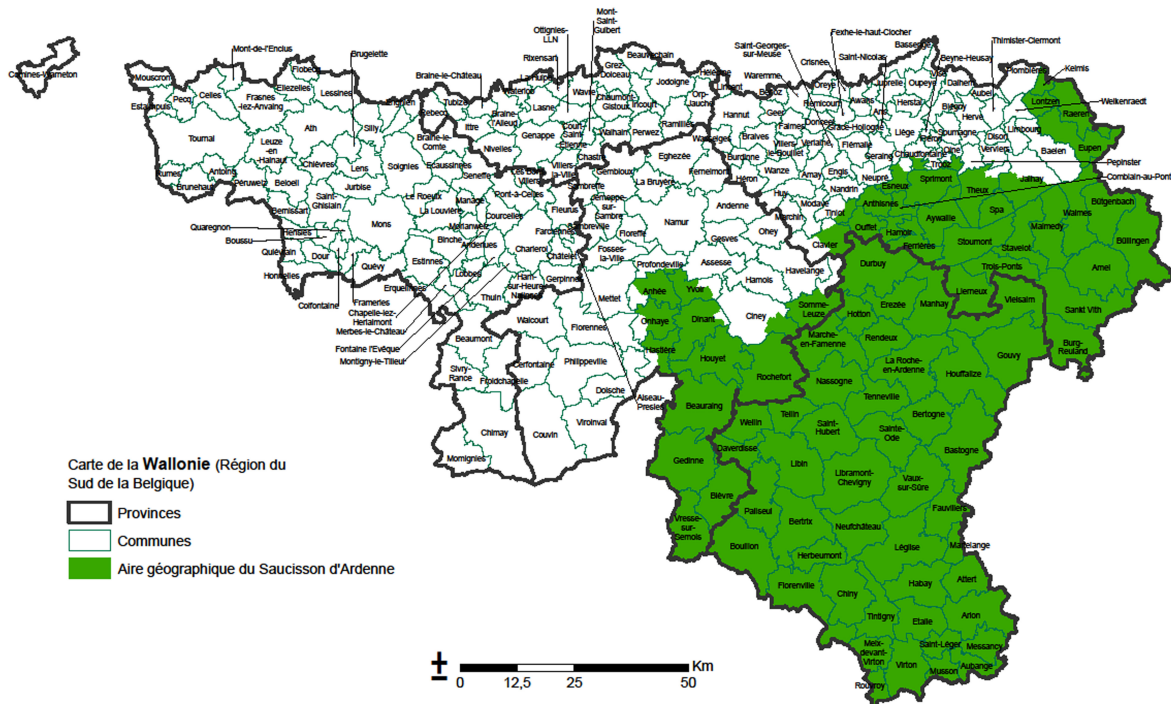 Mont-
Saint-
Guibert
Ottignies-
LLN
Fexhe-le-haut-Clocher
Saint-Georges-
sur-Meuse
Saint-Nicolas
Bassenge
Thimister-Clermont
Mont-de-l'Enclus
Brugelette
Rixensart
Beauvechain
Crisnée
Beyne-Heusay
Comines-Warneton
Mouscron
Flobecq
Braine-le-Château
La Hulpe
Grez-
Doiceau
Hélécine
Waremme
Oreye
Juprelle
Oupeye
Visé
Dalhem
Plombières
Kelmis
Estaimpuis
Pecq
Celles
Frasnes
-lez-Anvaing
Ellezelles
Lessines
Enghien
Tubize
Waterloo
Wavre
Jodoigne
Lincent
Berloz
Remicourt
Awans
Herstal
Blégny
Aubel
Lontzen
Welkenraedt
Raeren
Tournai
Ath
Silly
Rebecq
Braine-
l'Alleud
Lasne
Chaumont-
Gistoux
Incourt
Orp-
Jauche
Hannut
Geer
Faimes
Donceel
Ans
Grâce-Hollogne
Liège
Fléron
Soumagne
Herve
Limbourg
Leuze
-en-
Hainaut
Chièvres
Lens
Soignies
Braine-
le-Comte
Ittre
Genappe
Court-
Saint-
Étienne
Walhain
Perwez
Ramillies
Wasseiges
Braives
Villers-
le-Bouillet
Verlaine
Flémalle
Seraing
Chaudfontaine
Olne
Dison
Verviers
Baelen
Eupen
Rumes
Antoing
Brunehaut
Péruwelz
Beloeil
Jurbise
Ecaussinnes
Nivelles
Seneffe
Villers-
la-Ville
Chastre
Gembloux
Eghezée
Burdinne
Héron
Wanze
Amay
Engis
Neupré
Trooz
Pepinster
Jalhay
Bernissart
Saint-
Ghislain
Le Roeulx
Manage
Les Bons
Villers
Pont-à-Celles
Sombreffe
La Bruyère
Fernelmont
Huy
Nandrin
Esneux
Sprimont
Theux
Comblain-au-Pont
Quaregnon
Mons
La Louvière
Courcelles
Fleurus
Jemeppe-
sur-
Sambre
Namur
Andenne
Marchin
Modave
Tinlot
Anthisnes
Spa
Bütgenbach
Boussu
Hensies
Quiévrain
Dour
Morlanwelz
Binche
Anderlues
Charleroi
Farciennes
Sambreville
Floreffe
Ohey
Ouffet
Hamoir
Aywaille
Malmedy
Waimes
Büllingen
Honnelles
Quévy
Estinnes
Lobbes
Châtelet
Fosses-
la-Ville
Gesves
Assesse
Clavier
Ferrières
Stoumont
Stavelot
Colfontaine
Frameries
Erquelinnes
Thuin
Ham-
sur-Heure
Nalinnes
Gerpinnes
Profondeville
Havelange
Durbuy
Trois-Ponts
Amel
Chapelle-lez-
Herlaimont
Merbes-le-Château
Mettet
Anhée
Yvoir
Hamois
Somme-
Leuze
Erezée
Manhay
Lierneux
Vielsalm
Sankt Vith
Fontaine l'Evêque
Montigny-le-Tilleul
Walcourt
Florennes
Onhaye
Dinant
Ciney
Hotton
Burg-
Reuland
Beaumont
Hastière
Marche-
en-Famenne
Rendeux
Gouvy
Sivry-
Rance
Froidchapelle
Cerfontaine
Philippeville
Houyet
Rochefort
La Roche-
en-Ardenne
Houffalize
Doische
Aiseau-
Presles
Nassogne
Tenneville
Chimay
Couvin
Viroinval
Beauraing
Wellin
Tellin
Saint-
Hubert
Sainte-
Ode
Bertogne
Momignies
Gedinne
Daverdisse
Libin
Libramont-
Chevigny
Vaux-
sur-Sûre
Bastogne
Bièvre
Paliseul
Bertrix
Neufchâteau
Fauvillers
Vresse-
sur-
Semois
Bouillon
Herbeumont
Léglise
Martelange
Florenville
Chiny
Habay
Attert
Tintigny
Etalle
Arlon
Meix-
devant-
Virton
Virton
Saint-Léger
Messancy
Musson
Aubange
Rouvroy
Carte de la Wallonie (Région du
Sud de la Belgique)
Provinces
Communes
Aire géographique du Saucisson d'Ardenne
± Km
0 12,5 25 50